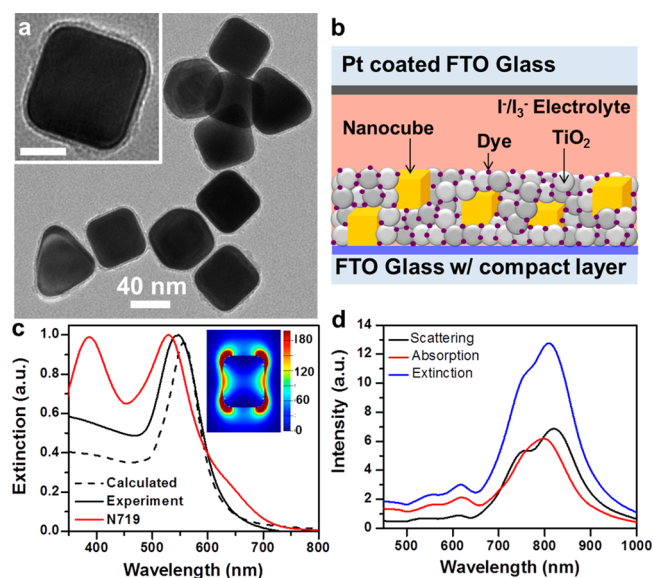 a
40 nm
b
Pt coated FTO Glass
I-/I3- Electrolyte
Nanocube
Dye
TiO2
FTO Glass w/ compact layer
c
Extinction (a.u.)
1.0
0.8
0.6
0.4
0.2
0.0
180
120
60
0
Calculated
Experiment
N719
400
500
600
700
800
Wavelength (nm)
d
Intensity (a.u.)
14
12
10
8
6
4
2
0
Scattering
Absorption
Extinction
500
600
700
800
900
1000
Wavelength (nm)